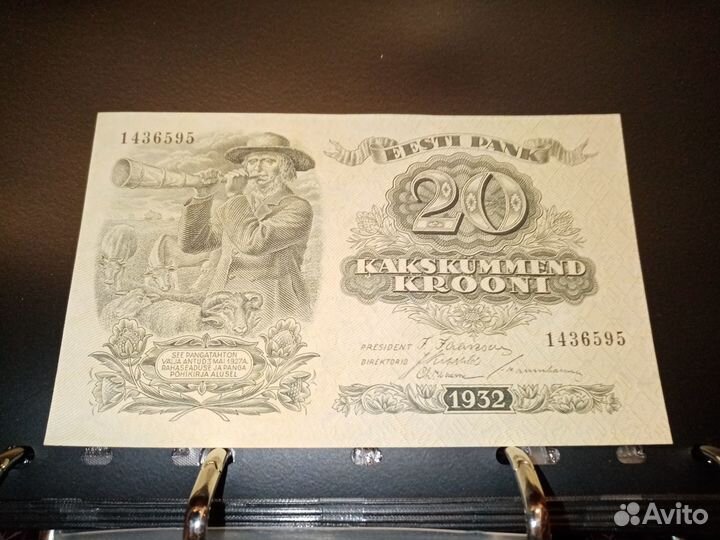 1436595
EESTI PANK
20
KAKSKÜMMEND
KROONI
1436595
PRESIDENT
DIREKTORID
SEE PANGATÄHT ON
VÄLJA ANTUD 3 MAI 1927 A.
RAHASEADUSE JA PANGA
PÕHIKIRJA ALUSEL
1932
Avito